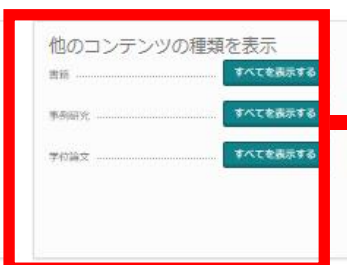 他のコンテンツの種類を表示
書籍 すべてを表示する
事例研究 すべてを表示する
学位論文 すべてを表示する